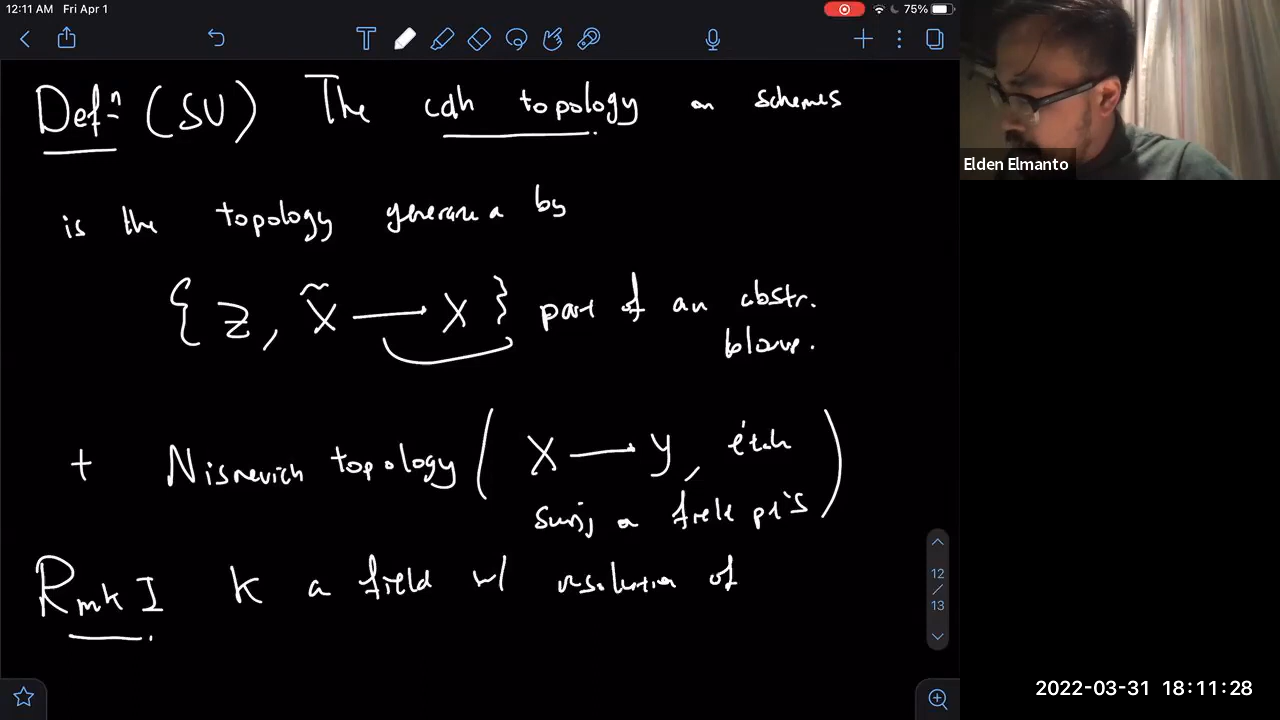 12:11 AM Fri Apr 1
75%
Defn (SV) The cdh topology on schemes
is the topology generated by
{ Z, X̃ → X } part of an abstr.
blowup.
+ Nisnevich topology ( X → Y, étale
surj on field pt's )
Rmk I K a field w/ resolution of
12
/
13
Elden Elmanto
2022-03-31 18:11:28